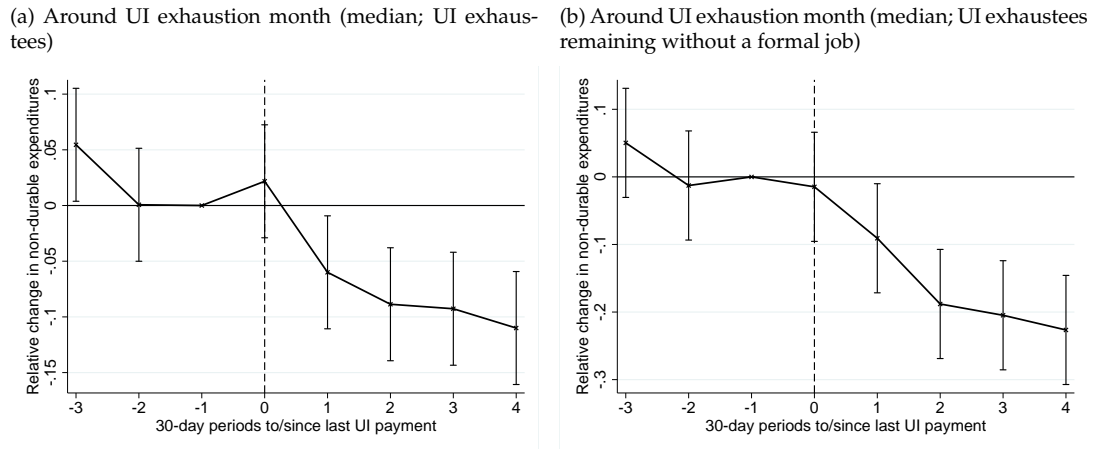 (a) Around UI exhaustion month (median; UI exhaus-
tees)
Relative change in non-durable expenditures
.1
.05
0
-.05
-.1
-.15
-3 -2 -1 0 1 2 3 4
30-day periods to/since last UI payment
(b) Around UI exhaustion month (median; UI exhaustees
remaining without a formal job)
Relative change in non-durable expenditures
.1
0
-.1
-.2
-.3
-3 -2 -1 0 1 2 3 4
30-day periods to/since last UI payment